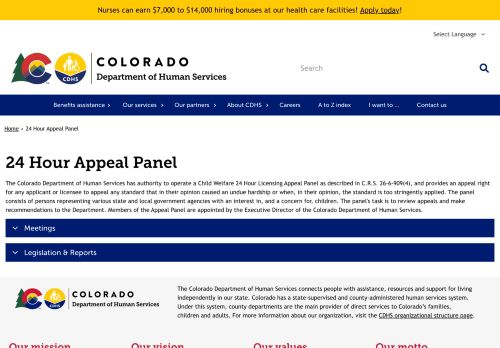 Nurses can earn $7,000 to $14,000 hiring bonuses at our health care facilities! Apply today!
Select Language
CDHS
COLORADO
Department of Human Services
Search
Benefits assistance
Our services
Our partners
About CDHS
Careers
A to Z index
I want to ...
Contact us
Home › 24 Hour Appeal Panel
24 Hour Appeal Panel
The Colorado Department of Human Services has authority to operate a Child Welfare 24 Hour Licensing Appeal Panel as described in C.R.S. 26-6-909(4), and provides an appeal right
for any applicant or licensee to appeal any standard that in their opinion caused an undue hardship or when, in their opinion, the standard is too stringently applied. The panel
consists of persons representing various state and local government agencies with an interest in, and a concern for, children. The panel's task is to review appeals and make
recommendations to the Department. Members of the Appeal Panel are appointed by the Executive Director of the Colorado Department of Human Services.
Meetings
Legislation & Reports
CDHS
COLORADO
Department of Human Services
The Colorado Department of Human Services connects people with assistance, resources and support for living
independently in our state. Colorado has a state-supervised and county-administered human services system.
Under this system, county departments are the main provider of direct services to Colorado's families,
children and adults. For more information about our organization, visit the CDHS organizational structure page.
Our mission
Our vision
Our values
Our motto